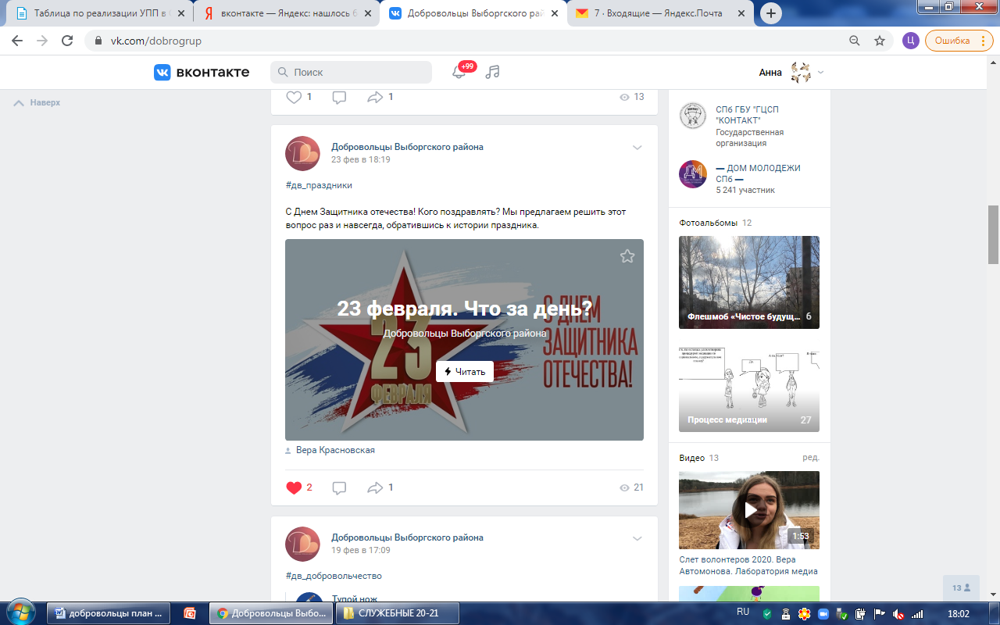 Таблица по реализации УПП в С
вконтакте — Яндекс: нашлось 6
Добровольцы Выборгского рай
7 · Входящие — Яндекс.Почта
vk.com/dobrogrup
Ц
Ошибка
вконтакте
Поиск
+99
Анна
Наверх
1
1
13
Добровольцы Выборгского района
23 фев в 18:19
#дв_праздники
С Днем Защитника отечества! Кого поздравлять? Мы предлагаем решить этот
вопрос раз и навсегда, обратившись к истории праздника.
23 февраля. Что за день?
Добровольцы Выборгского района
Читать
23
ФЕВРАЛЯ
С ДНЕМ
ЗАЩИТНИКА
ОТЕЧЕСТВА!
Вера Красновская
2
1
21
Добровольцы Выборгского района
19 фев в 17:09
#дв_добровольчество
Тупой нож
СПб ГБУ "ГЦСП
"КОНТАКТ"
Государственная
организация
ДМ
— ДОМ МОЛОДЕЖИ
СПб —
5 241 участник
Фотоальбомы 12
Флешмоб «Чистое будущ... 6
Процесс медиации 27
Видео 13 ред.
1:53
Слет волонтеров 2020. Вера
Автомонова. Лаборатория медиа
13
добровольцы план ...
Добровольцы Выбо...
СЛУЖЕБНЫЕ 20-21
RU
18:02